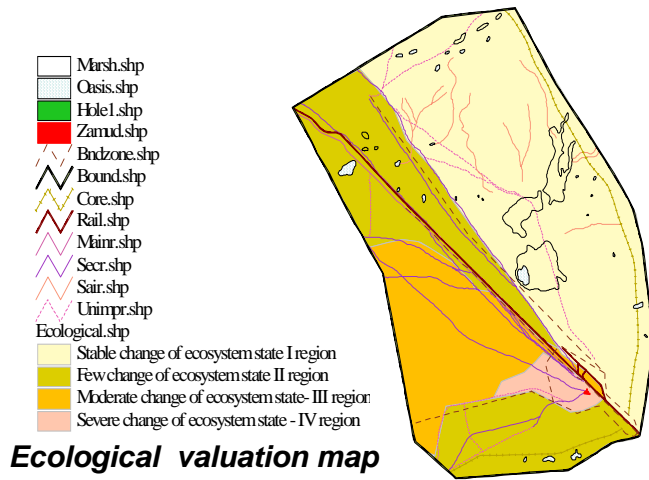 Marsh.shp
Oasis.shp
Hole1.shp
Zamud.shp
Bndzone.shp
Bound.shp
Core.shp
Rail.shp
Mainr.shp
Secr.shp
Sair.shp
Unimpr.shp
Ecological.shp
Stable change of ecosystem state I region
Few change of ecosystem state II region
Moderate change of ecosystem state- III region
Severe change of ecosystem state - IV region
Ecological valuation map